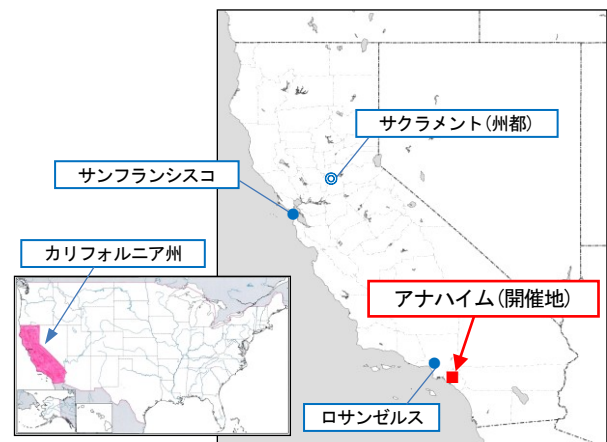 サクラメント(州都)
サンフランシスコ
カリフォルニア州
アナハイム(開催地)
ロサンゼルス